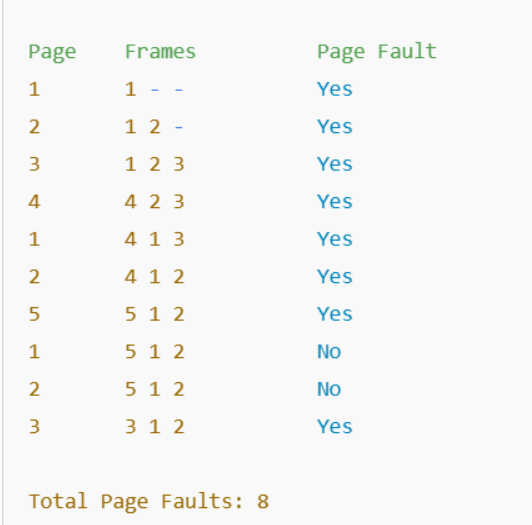 Page Frames Page Fault
1 1 - - Yes
2 1 2 - Yes
3 1 2 3 Yes
4 4 2 3 Yes
1 4 1 3 Yes
2 4 1 2 Yes
5 5 1 2 Yes
1 5 1 2 No
2 5 1 2 No
3 3 1 2 Yes
Total Page Faults: 8